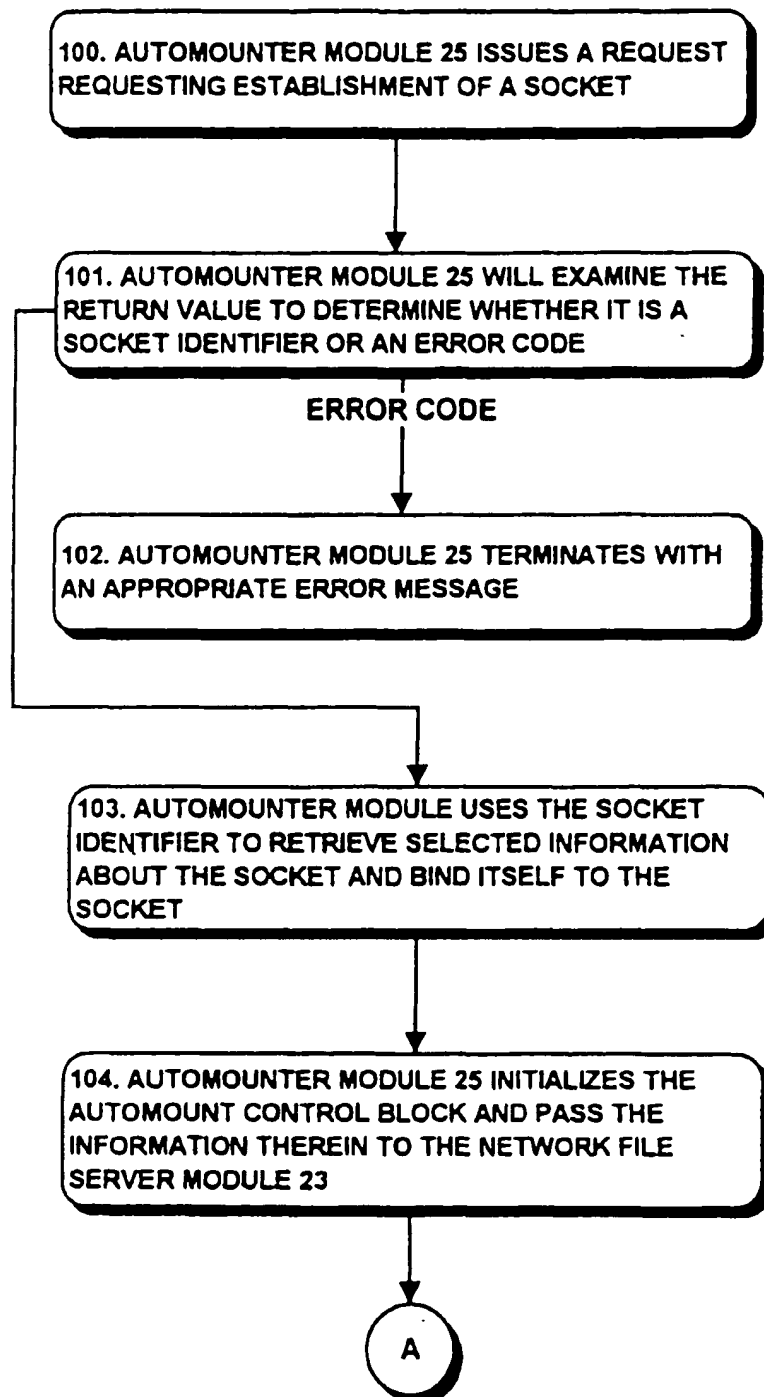 100. AUTOMOUNTER MODULE 25 ISSUES A REQUEST
REQUESTING ESTABLISHMENT OF A SOCKET
101. AUTOMOUNTER MODULE 25 WILL EXAMINE THE
RETURN VALUE TO DETERMINE WHETHER IT IS A
SOCKET IDENTIFIER OR AN ERROR CODE
ERROR CODE
102. AUTOMOUNTER MODULE 25 TERMINATES WITH
AN APPROPRIATE ERROR MESSAGE
103. AUTOMOUNTER MODULE USES THE SOCKET
IDENTIFIER TO RETRIEVE SELECTED INFORMATION
ABOUT THE SOCKET AND BIND ITSELF TO THE
SOCKET
104. AUTOMOUNTER MODULE 25 INITIALIZES THE
AUTOMOUNT CONTROL BLOCK AND PASS THE
INFORMATION THEREIN TO THE NETWORK FILE
SERVER MODULE 23
A